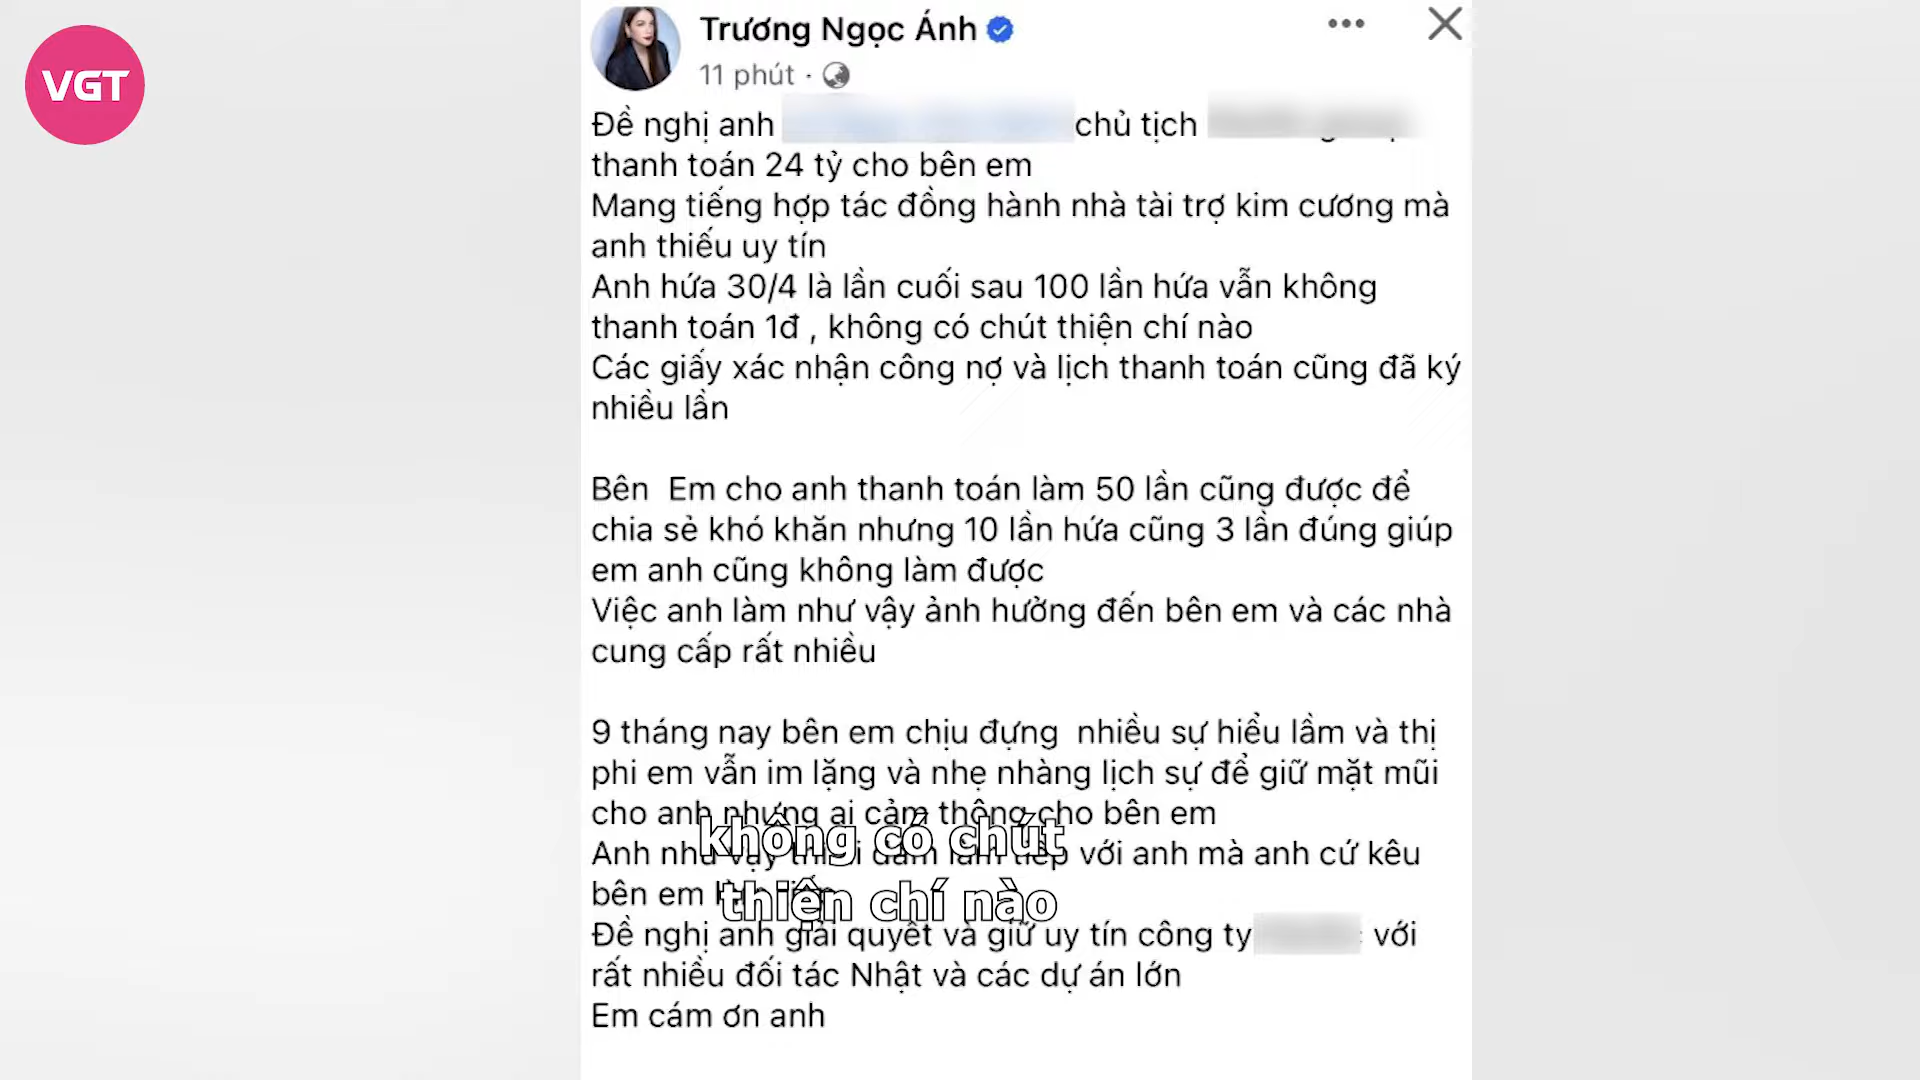 VGT
Trương Ngọc Ánh
11 phút ·
Đề nghị anh chủ tịch
thanh toán 24 tỷ cho bên em
Mang tiếng hợp tác đồng hành nhà tài trợ kim cương mà
anh thiếu uy tín
Anh hứa 30/4 là lần cuối sau 100 lần hứa vẫn không
thanh toán 1đ , không có chút thiện chí nào
Các giấy xác nhận công nợ và lịch thanh toán cũng đã ký
nhiều lần
Bên Em cho anh thanh toán làm 50 lần cũng được để
chia sẻ khó khăn nhưng 10 lần hứa cũng 3 lần đúng giúp
em anh cũng không làm được
Việc anh làm như vậy ảnh hưởng đến bên em và các nhà
cung cấp rất nhiều
9 tháng nay bên em chịu đựng nhiều sự hiểu lầm và thị
phi em vẫn im lặng và nhẹ nhàng lịch sự để giữ mặt mũi
cho anh nhưng ai cảm thông cho bên em
Anh như vậy với anh mà anh cứ kêu
bên em
không có chút
thiện chí nào
Đề nghị anh giải quyết và giữ uy tín công ty với
rất nhiều đối tác Nhật và các dự án lớn
Em cám ơn anh